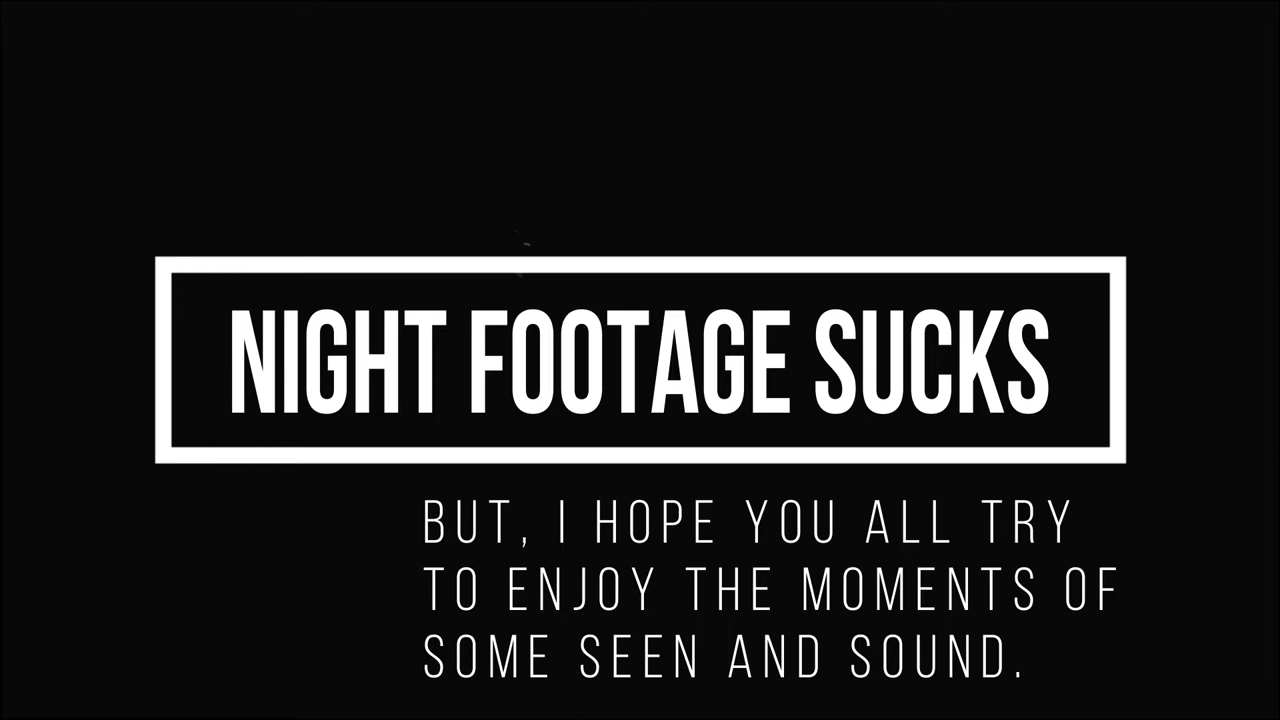 NIGHT FOOTAGE SUCKS
BUT, I HOPE YOU ALL TRY
TO ENJOY THE MOMENTS OF
SOME SEEN AND SOUND.